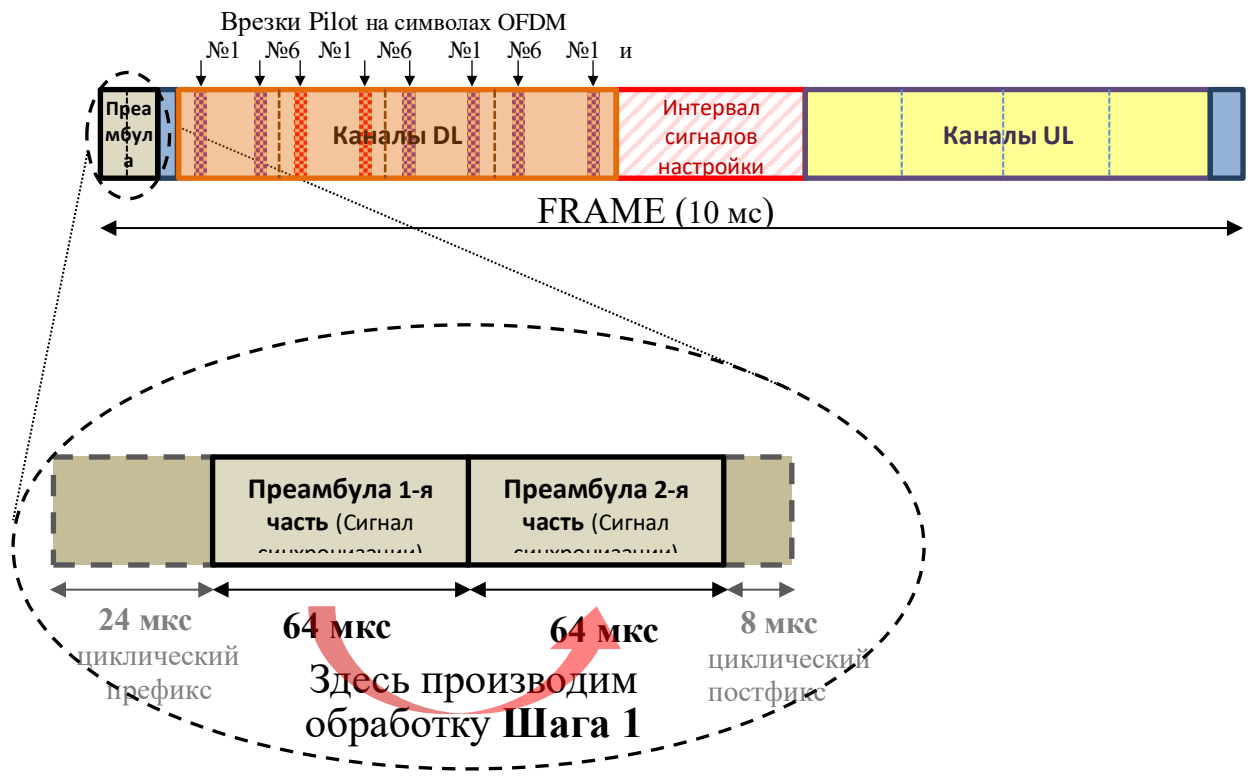 Врезки Pilot на символах OFDM
№1 №6 №1 №6 №1 №6 №1 и
Преа
мбул
а
Каналы DL
Интервал
сигналов
настройки
Каналы UL
FRAME (10 мс)
Преамбула 1-я
часть (Сигнал
синхронизации)
Преамбула 2-я
часть (Сигнал
синхронизации)
24 мкс
циклический
префикс
64 мкс
64 мкс
8 мкс
циклический
постфикс
Здесь производим
обработку Шага 1